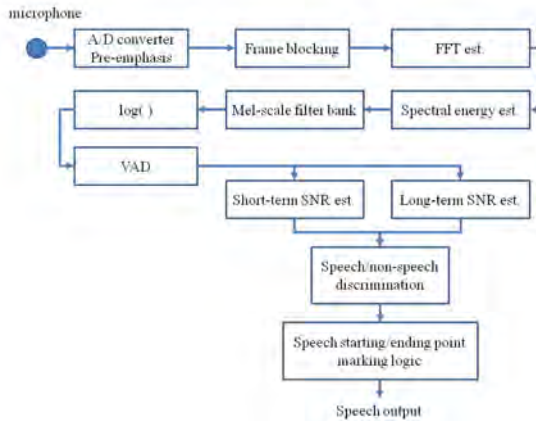 microphone
A/D converter
Pre-emphasis
Frame blocking
FFT est.
log( )
Mel-scale filter bank
Spectral energy est.
VAD
Short-term SNR est.
Long-term SNR est.
Speech/non-speech
discrimination
Speech starting/ending point
marking logic
Speech output